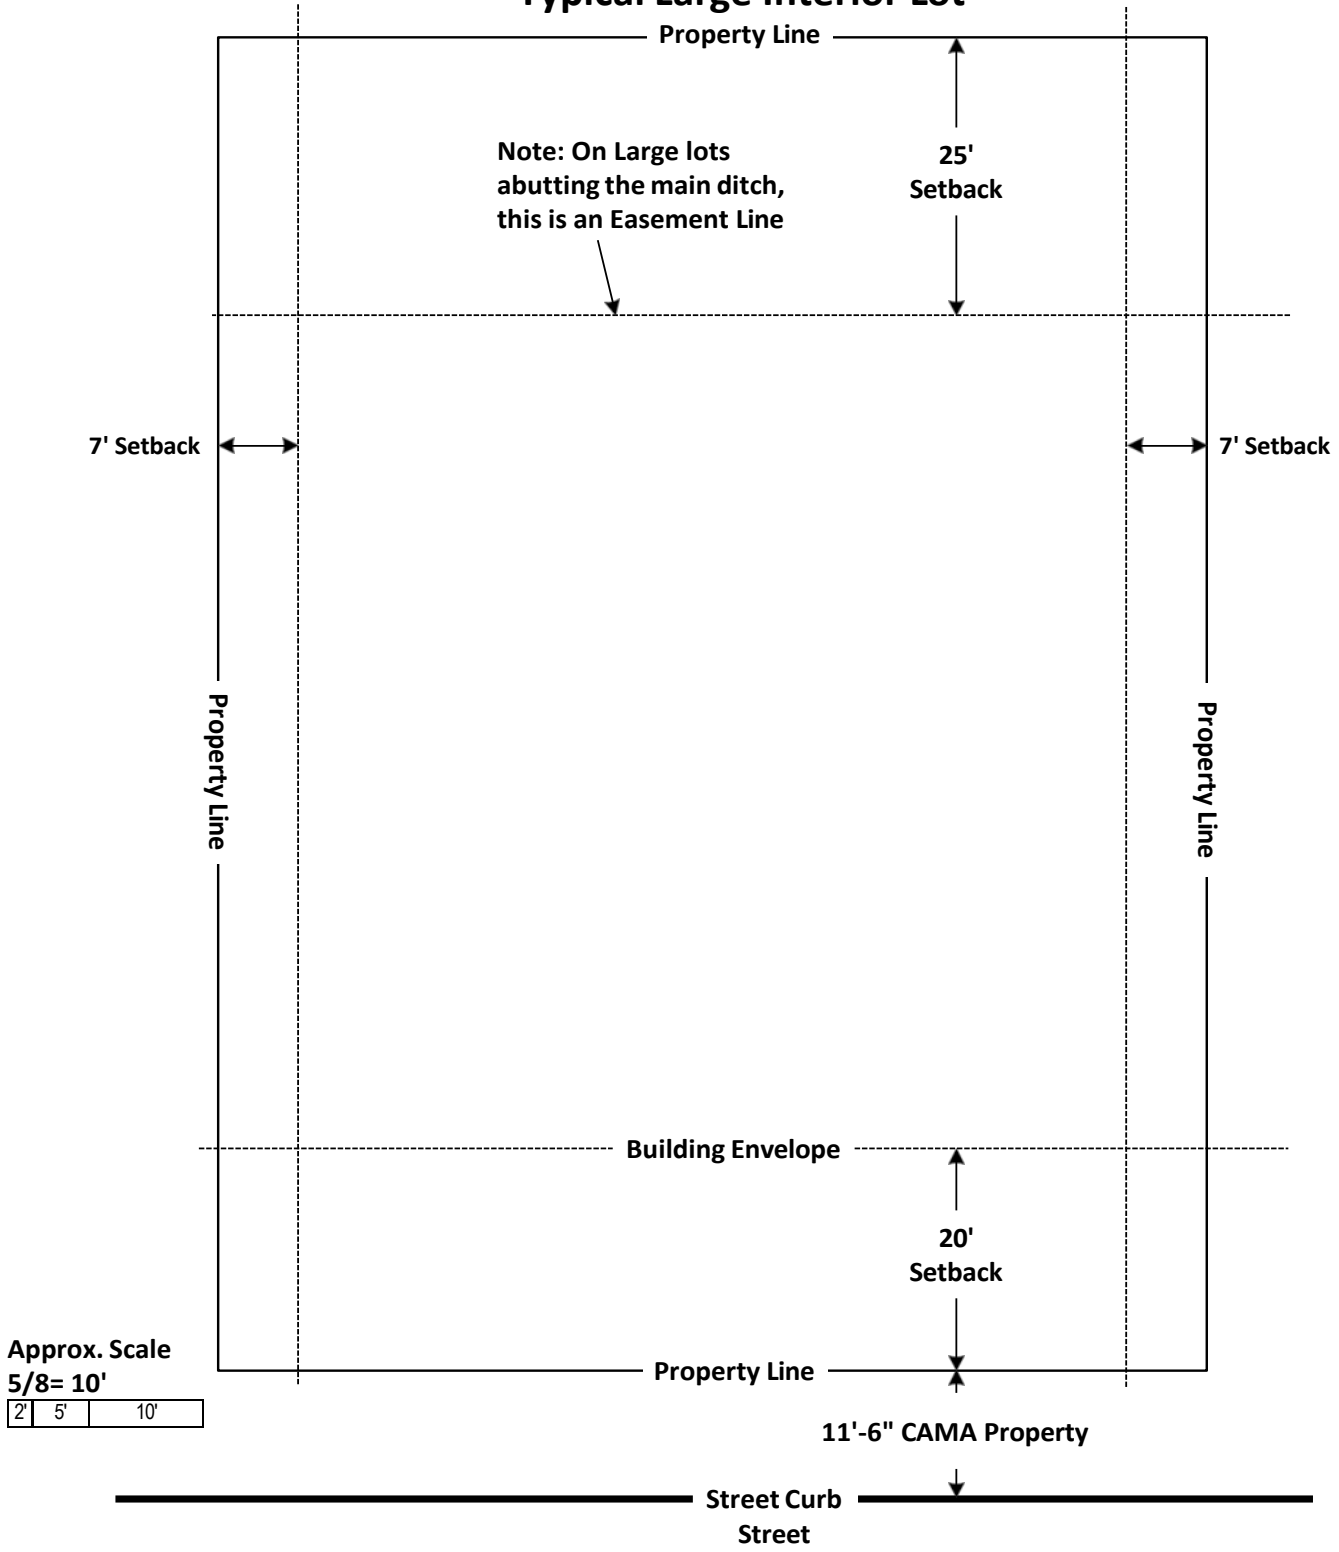 Typical Large Interior Lot
Property Line
Note: On Large lots
abutting the main ditch,
this is an Easement Line
25'
Setback
7' Setback
7' Setback
Property Line
Property Line
Building Envelope
20'
Setback
Approx. Scale
5/8= 10'
2' 5' 10'
Property Line
11'-6" CAMA Property
Street Curb
Street